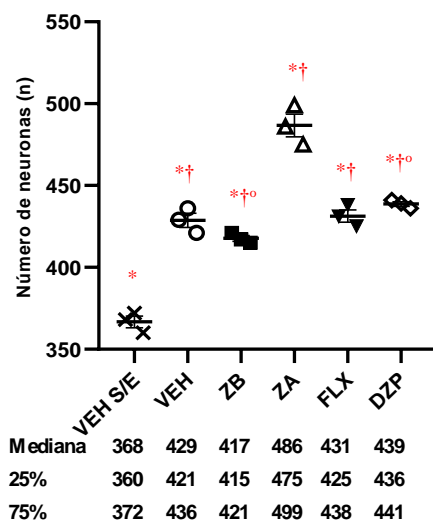 Número de neuronas (n)
550
500
450
400
350
*
*†
*†o
*†
*†
*†o
VEH S/E VEH ZB ZA FLX DZP
Mediana 368 429 417 486 431 439
25% 360 421 415 475 425 436
75% 372 436 421 499 438 441